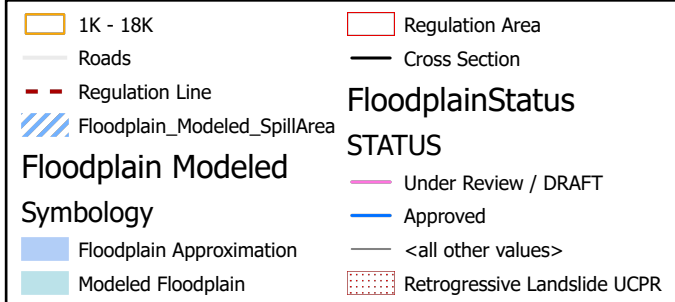 1K - 18K
Roads
Regulation Line
Floodplain_Modeled_SpillArea
Floodplain Modeled
Symbology
Floodplain Approximation
Modeled Floodplain
Regulation Area
Cross Section
FloodplainStatus
STATUS
Under Review / DRAFT
Approved
<all other values>
Retrogressive Landslide UCPR